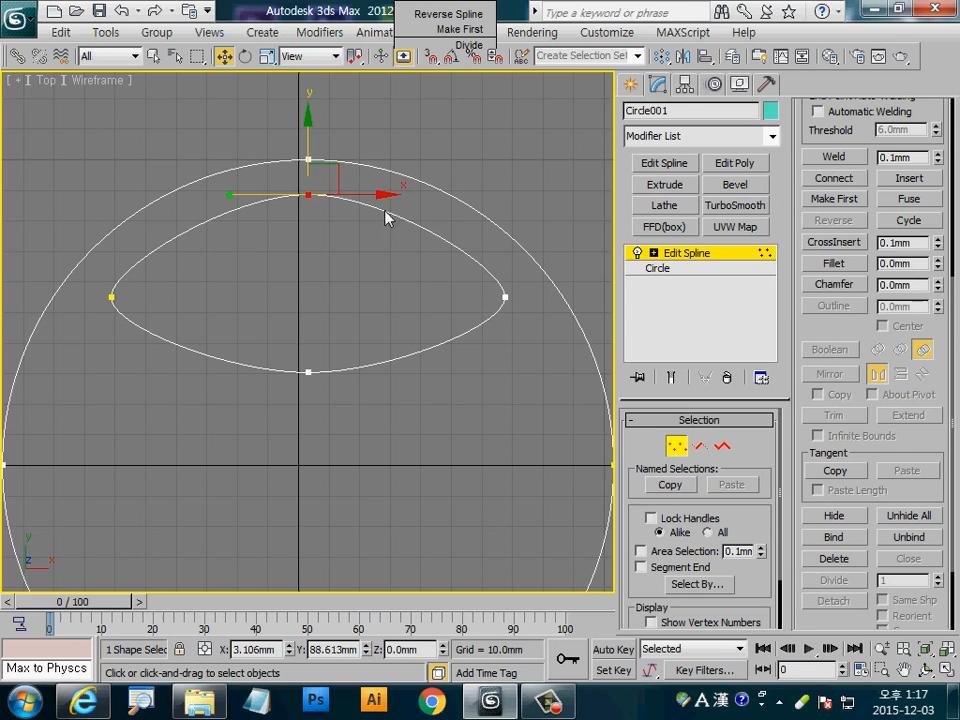 Autodesk 3ds Max 2012
Reverse Spline
Make First
Divide
Type a keyword or phrase
Edit
Tools
Group
Views
Create
Modifiers
Animat
Rendering
Customize
MAXScript
Help
All
View
Create Selection Set
[ + ] [ Top ] [ Wireframe ]
y
x
y
z
x
Circle001
Modifier List
Edit Spline
Edit Poly
Extrude
Bevel
Lathe
TurboSmooth
FFD(box)
UVW Map
Edit Spline
Circle
Selection
Named Selections:
Copy
Paste
Lock Handles
Alike
All
Area Selection:
0.1mm
Segment End
Select By...
Display
Show Vertex Numbers
Automatic Welding
Threshold
6.0mm
Weld
0.1mm
Connect
Insert
Make First
Fuse
Reverse
Cycle
CrossInsert
0.1mm
Fillet
0.0mm
Chamfer
0.0mm
Outline
0.0mm
Center
Boolean
Mirror
Copy
About Pivot
Trim
Extend
Infinite Bounds
Tangent
Copy
Paste
Paste Length
Hide
Unhide All
Bind
Unbind
Delete
Close
Divide
1
Same Shp
Detach
Reorient
< 0 / 100 >
0 10 20 30 40 50 60 70 80 90 100
1 Shape Selec
X: 3.106mm
Y: 88.613mm
Z: 0.0mm
Grid = 10.0mm
Auto Key
Selected
Max to Physcs
Click or click-and-drag to select objects
Add Time Tag
Set Key
Key Filters...
0
Ps
Ai
A 漢
오후 1:17
2015-12-03